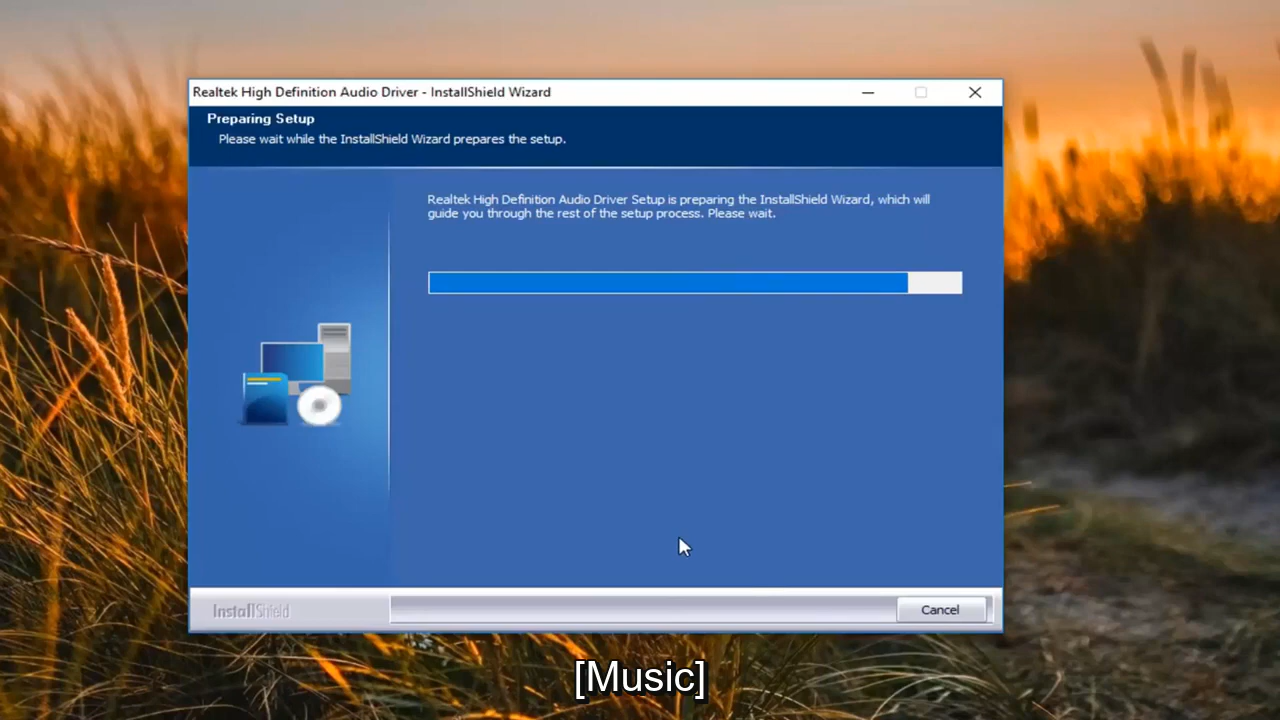 Realtek High Definition Audio Driver - InstallShield Wizard
Preparing Setup
Please wait while the InstallShield Wizard prepares the setup.
Realtek High Definition Audio Driver Setup is preparing the InstallShield Wizard, which will
guide you through the rest of the setup process. Please wait.
InstallShield
Cancel
[Music]